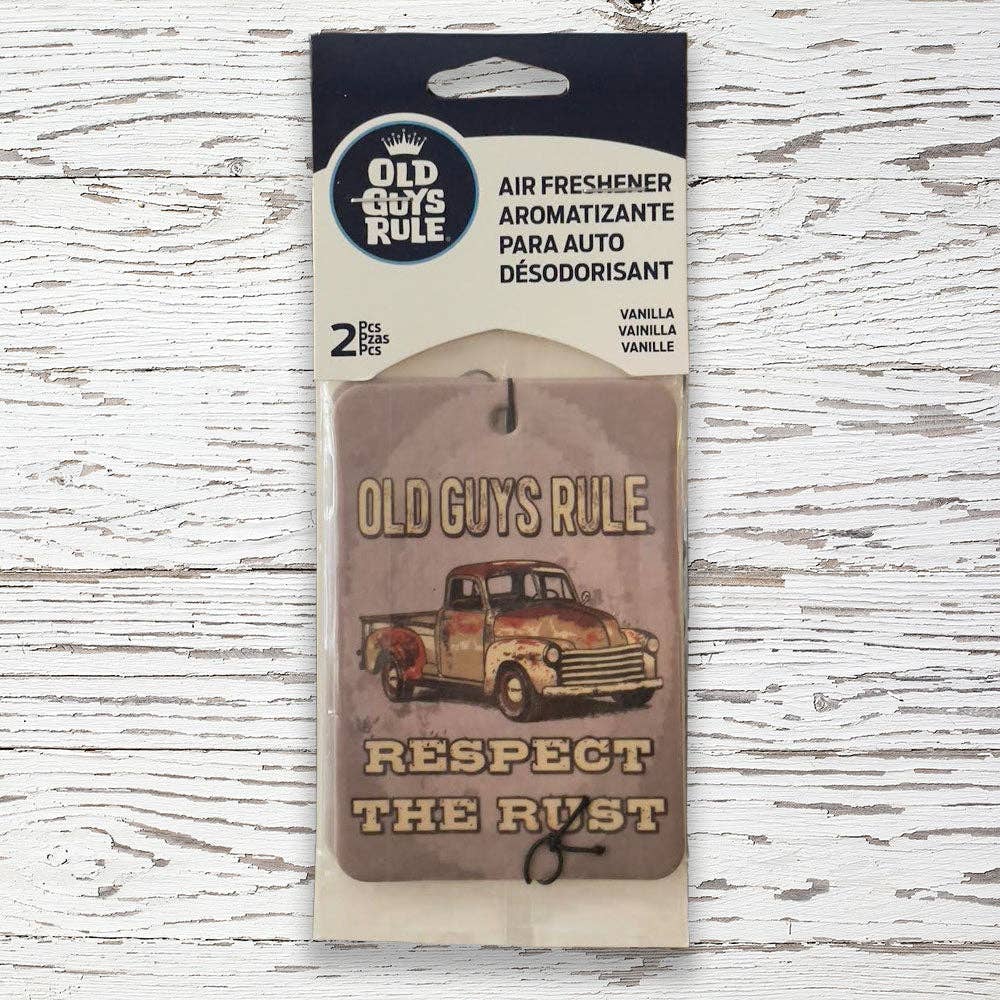 OLD
GUYS
RULE®
AIR FRESHENER
AROMATIZANTE
PARA AUTO
DÉSODORISANT
VANILLA
VAINILLA
VANILLE
2 Pcs
Pzas
Pcs
OLD GUYS RULE
RESPECT
THE RUST